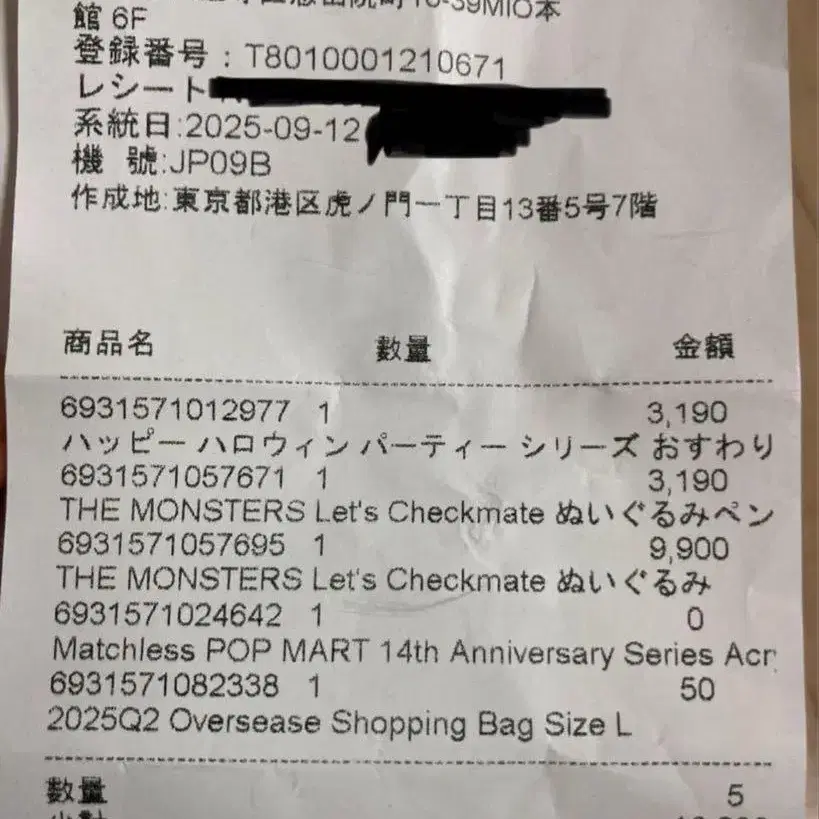 館 6F
登録番号：T8010001210671
レシート
系統日:2025-09-12
機 號:JP09B
作成地:東京都港区虎ノ門一丁目13番5号7階
商品名 數量 金額
6931571012977 1 3,190
ハッピー ハロウィン パーティー シリーズ おすわり
6931571057671 1 3,190
THE MONSTERS Let's Checkmate ぬいぐるみペン
6931571057695 1 9,900
THE MONSTERS Let's Checkmate ぬいぐるみ
6931571024642 1 0
Matchless POP MART 14th Anniversary Series Acr
6931571082338 1 50
2025Q2 Oversease Shopping Bag Size L
數量 5